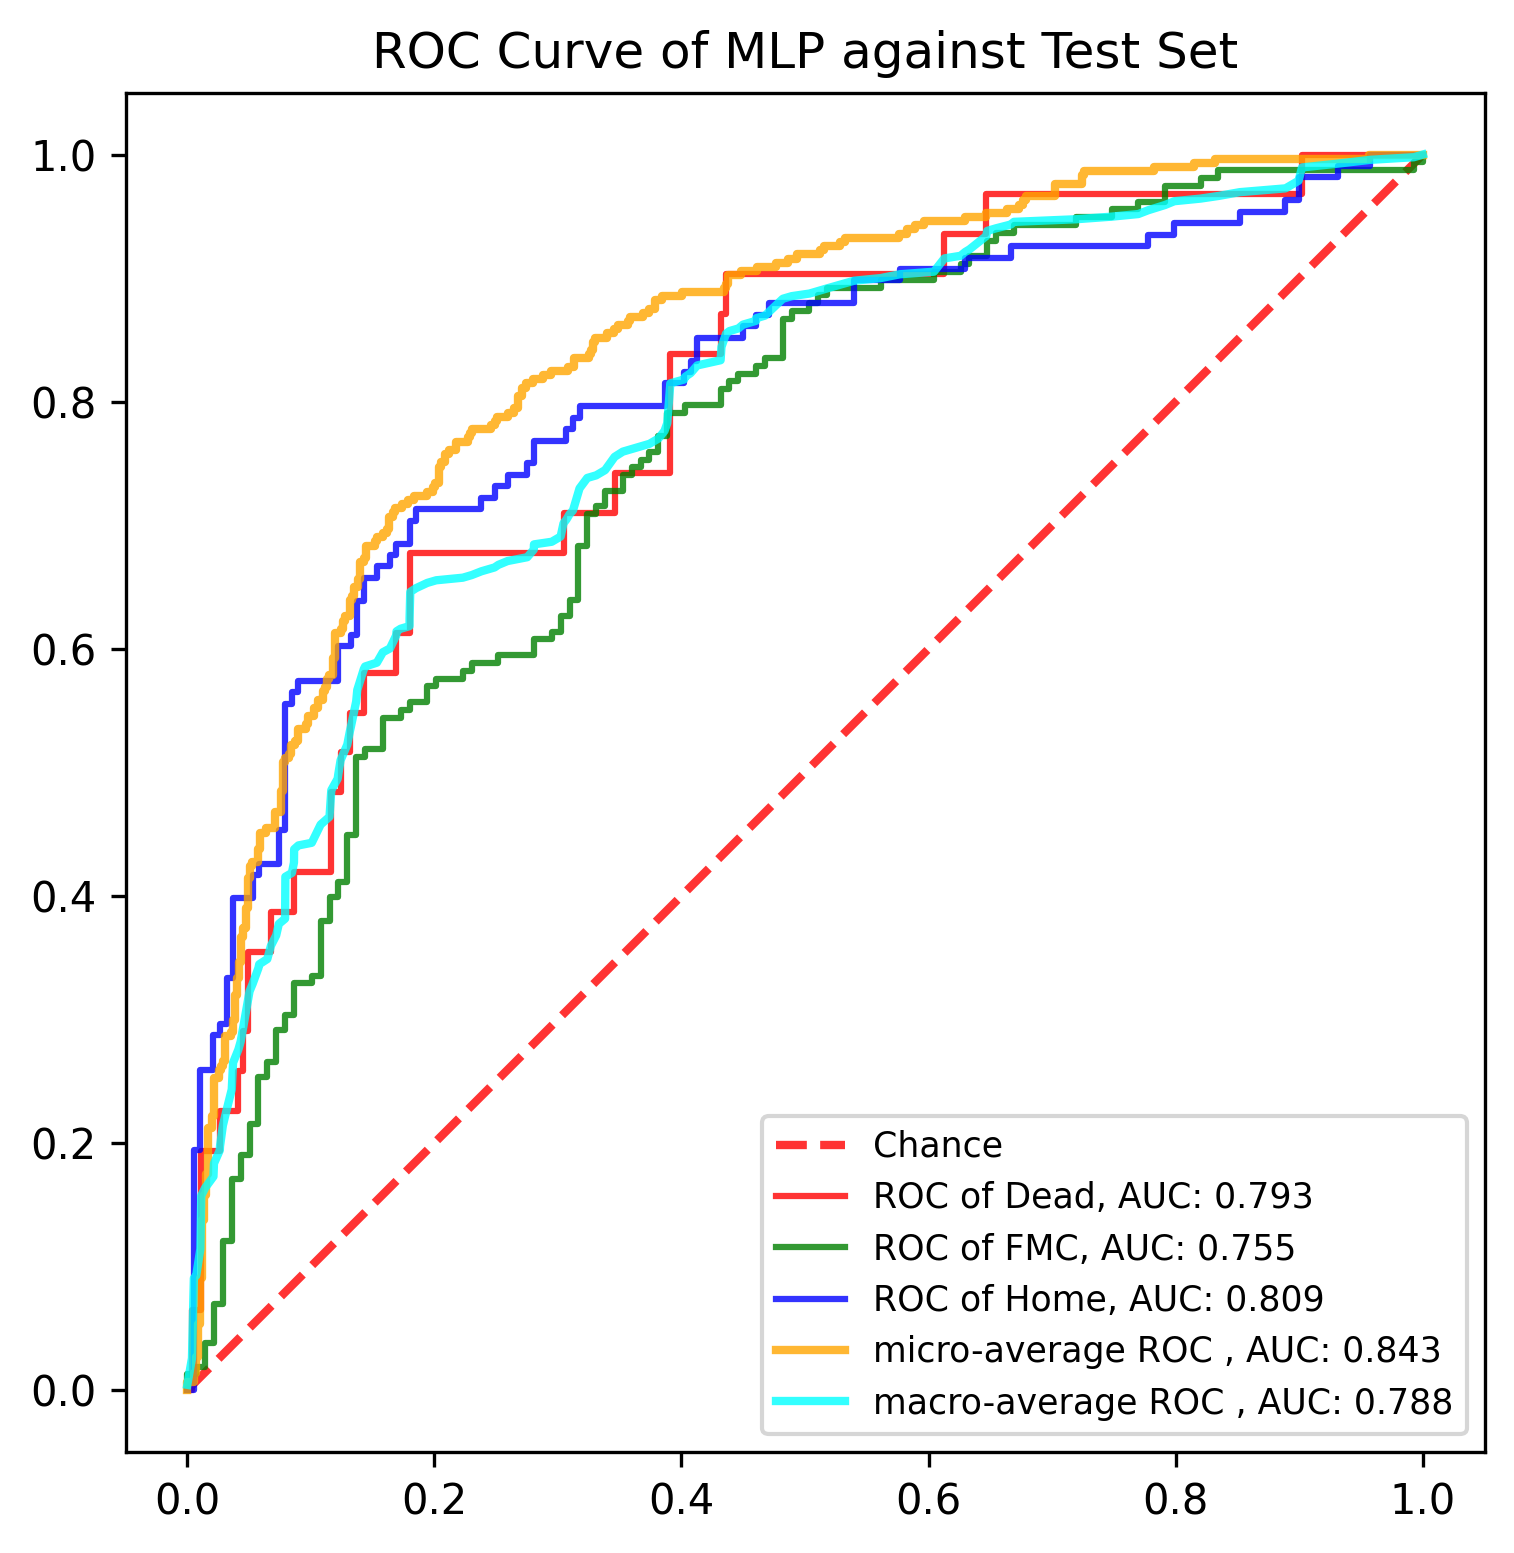 ROC Curve of MLP against Test Set
1.0
0.8
0.6
0.4
0.2
0.0
Chance
ROC of Dead, AUC: 0.793
ROC of FMC, AUC: 0.755
ROC of Home, AUC: 0.809
micro-average ROC , AUC: 0.843
macro-average ROC , AUC: 0.788
0.0 0.2 0.4 0.6 0.8 1.0